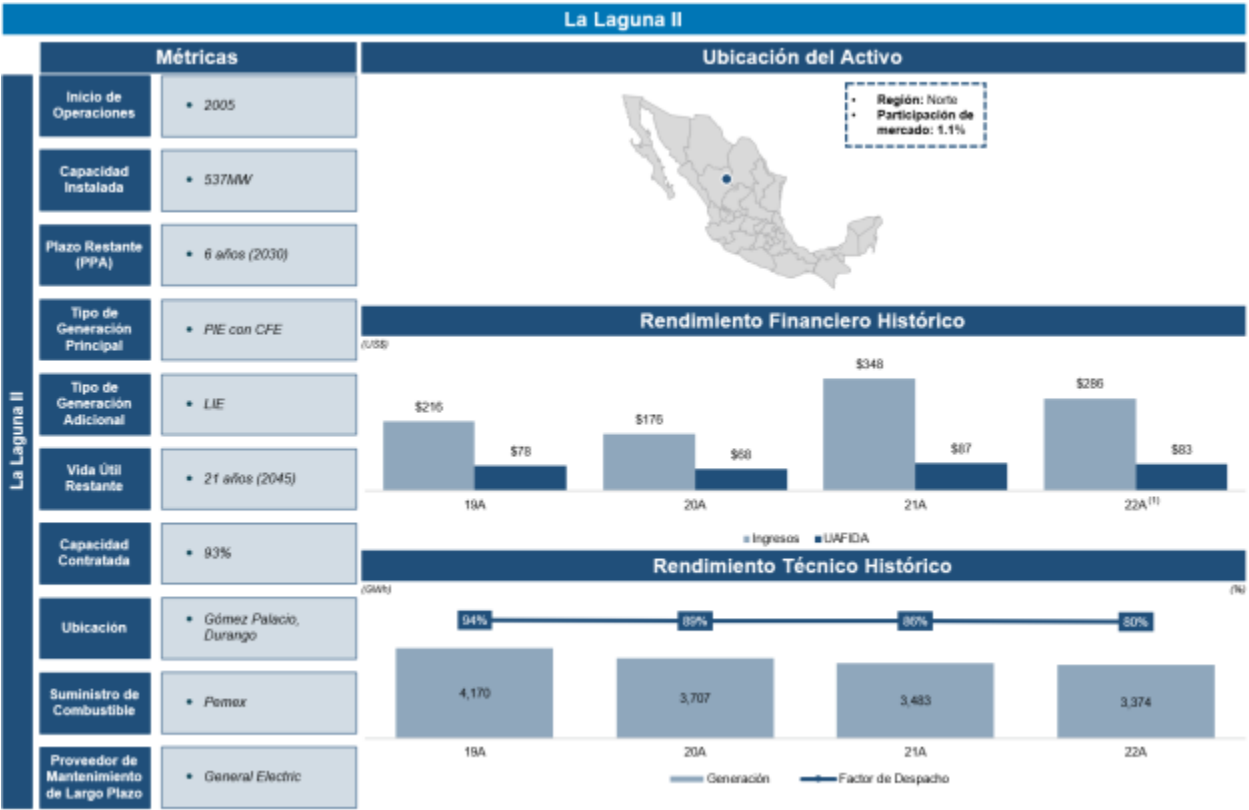 La Laguna II
Métricas
Ubicación del Activo
La Laguna II
Inicio de
Operaciones
• 2005
Capacidad
Instalada
• 537MW
Plazo Restante
(PPA)
• 6 años (2030)
Tipo de
Generación
Principal
• PIE con CFE
Tipo de
Generación
Adicional
• LIE
Vida Útil
Restante
• 21 años (2045)
Capacidad
Contratada
• 93%
Ubicación
• Gómez Palacio,
Durango
Suministro de
Combustible
• Pemex
Proveedor de
Mantenimiento
de Largo Plazo
• General Electric
• Región: Norte
• Participación de
mercado: 1.1%
Rendimiento Financiero Histórico
(US$)
$216
$78
$176
$68
$348
$87
$286
$83
19A
20A
21A
22A(1)
Ingresos
UAFIDA
Rendimiento Técnico Histórico
(GWh)
(%)
94%
89%
86%
80%
4,170
3,707
3,483
3,374
19A
20A
21A
22A
Generación
Factor de Despacho